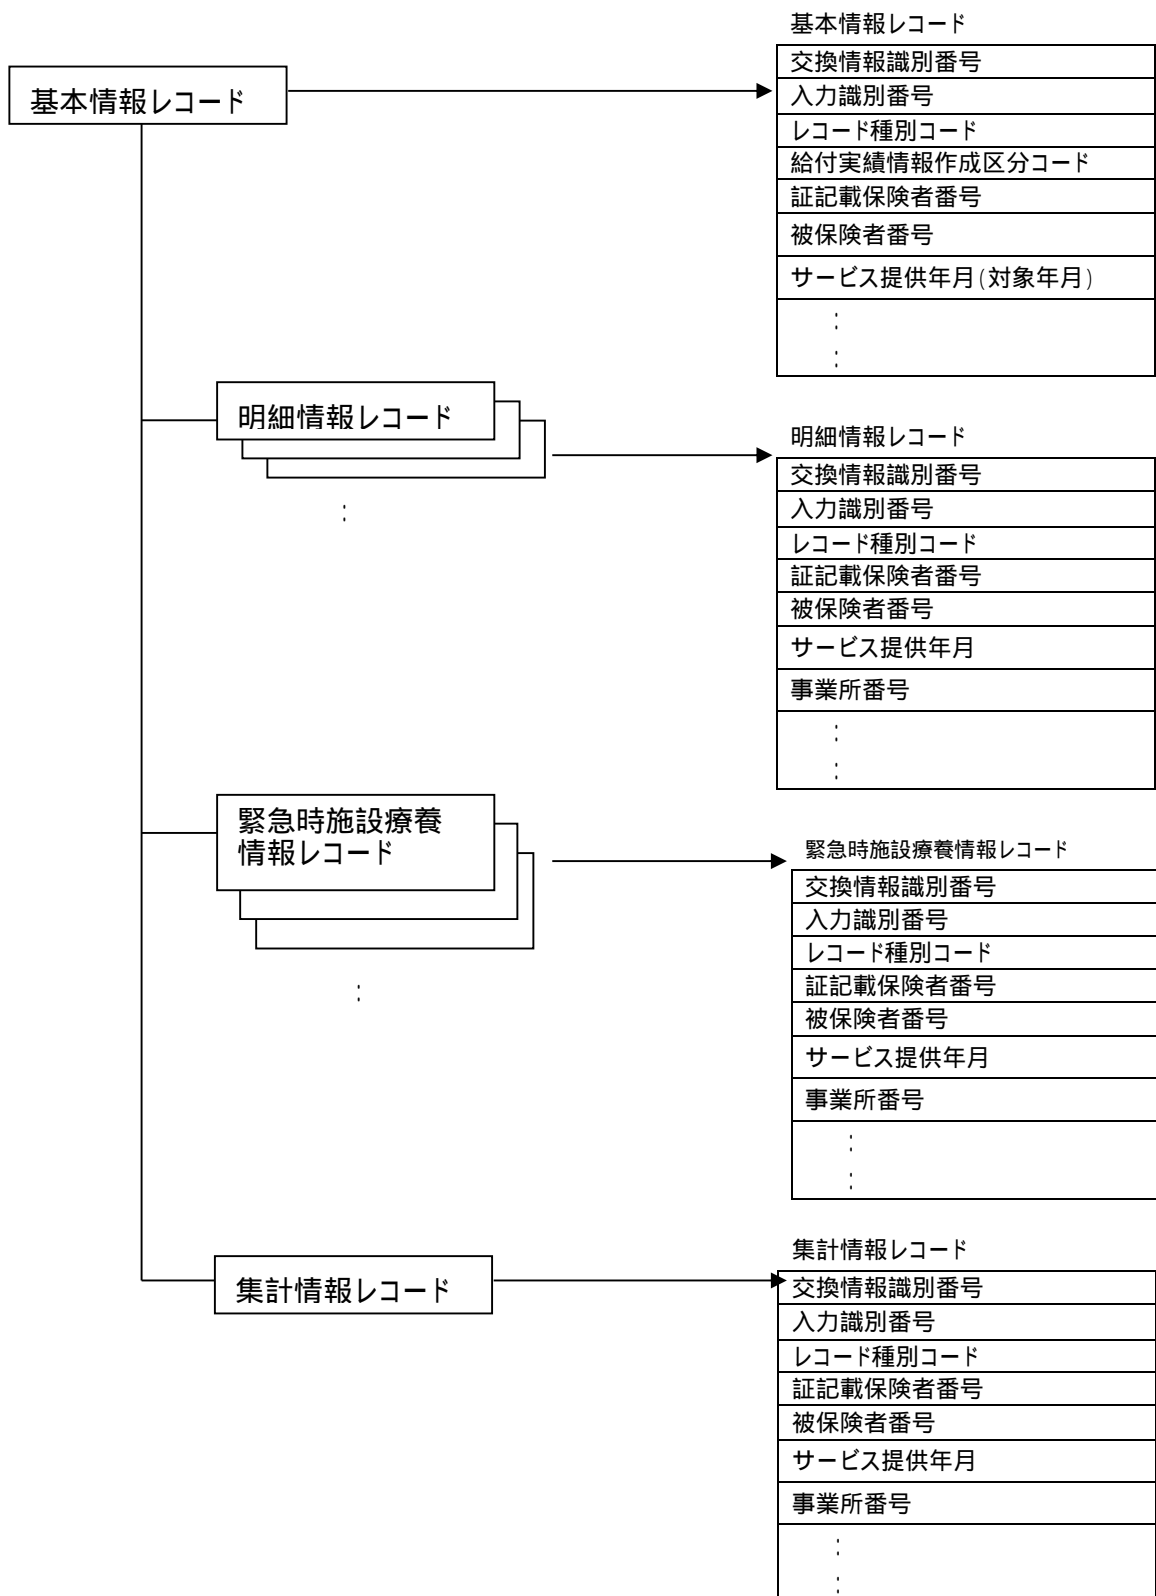 基本情報レコード
基本情報レコード
交換情報識別番号
入力識別番号
レコード種別コード
給付実績情報作成区分コード
証記載保険者番号
被保険者番号
サービス提供年月(対象年月)
:
:
明細情報レコード
:
明細情報レコード
交換情報識別番号
入力識別番号
レコード種別コード
証記載保険者番号
被保険者番号
サービス提供年月
事業所番号
:
:
緊急時施設療養
情報レコード
:
緊急時施設療養情報レコード
交換情報識別番号
入力識別番号
レコード種別コード
証記載保険者番号
被保険者番号
サービス提供年月
事業所番号
:
:
集計情報レコード
集計情報レコード
交換情報識別番号
入力識別番号
レコード種別コード
証記載保険者番号
被保険者番号
サービス提供年月
事業所番号
:
: